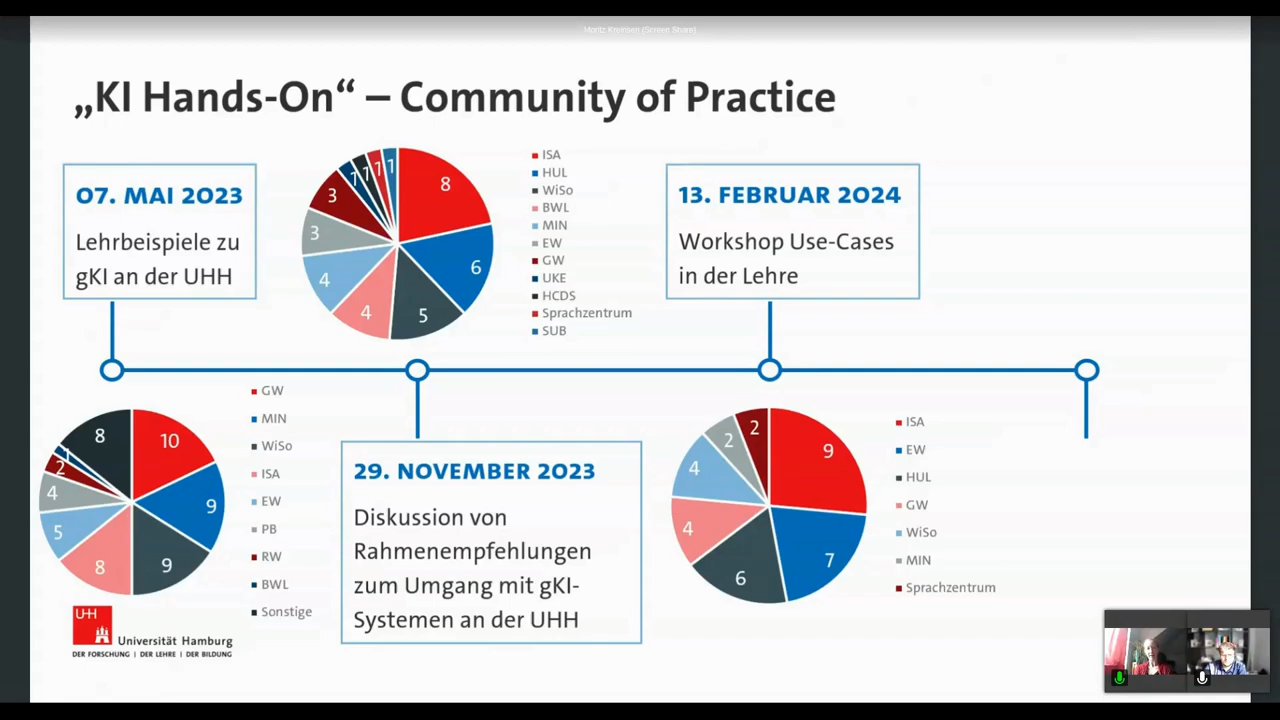 Moritz Kreinsen (Screen Share)
„KI Hands-On“ – Community of Practice
07. MAI 2023
Lehrbeispiele zu
gKI an der UHH
8
6
5
4
4
3
3
1
1
1
1
ISA
HUL
WiSo
BWL
MIN
EW
GW
UKE
HCDS
Sprachzentrum
SUB
13. FEBRUAR 2024
Workshop Use-Cases
in der Lehre
10
9
9
8
5
4
2
1
8
GW
MIN
WiSo
ISA
EW
PB
RW
BWL
Sonstige
29. NOVEMBER 2023
Diskussion von
Rahmenempfehlungen
zum Umgang mit gKI-
Systemen an der UHH
9
7
6
4
4
2
2
ISA
EW
HUL
GW
WiSo
MIN
Sprachzentrum
UHH
Universität Hamburg
DER FORSCHUNG | DER LEHRE | DER BILDUNG